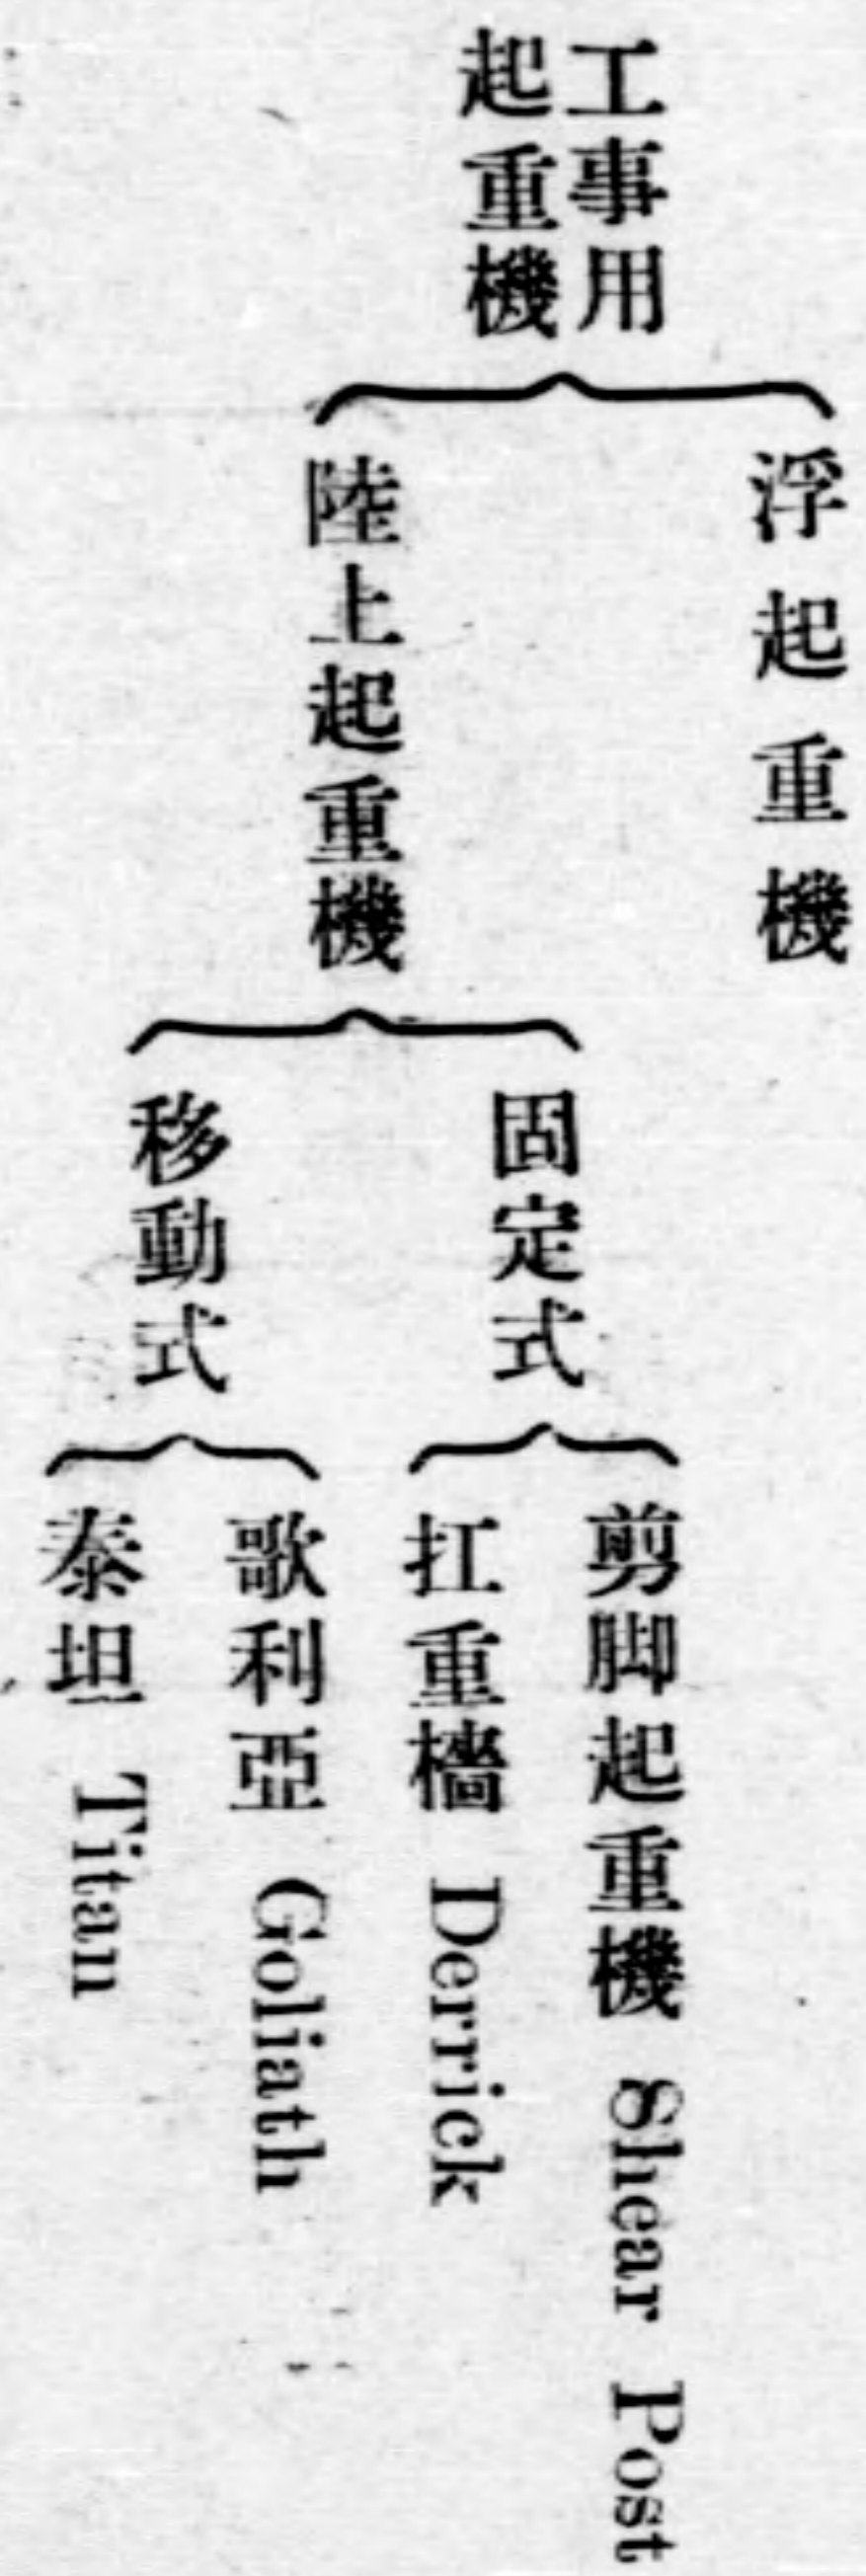 工事用
起重機
浮起重機
陸上起重機
固定式
剪脚起重機 Shear Post
扛重檣 Derrick
移動式
歌利亞 Goliath
泰坦 Titan